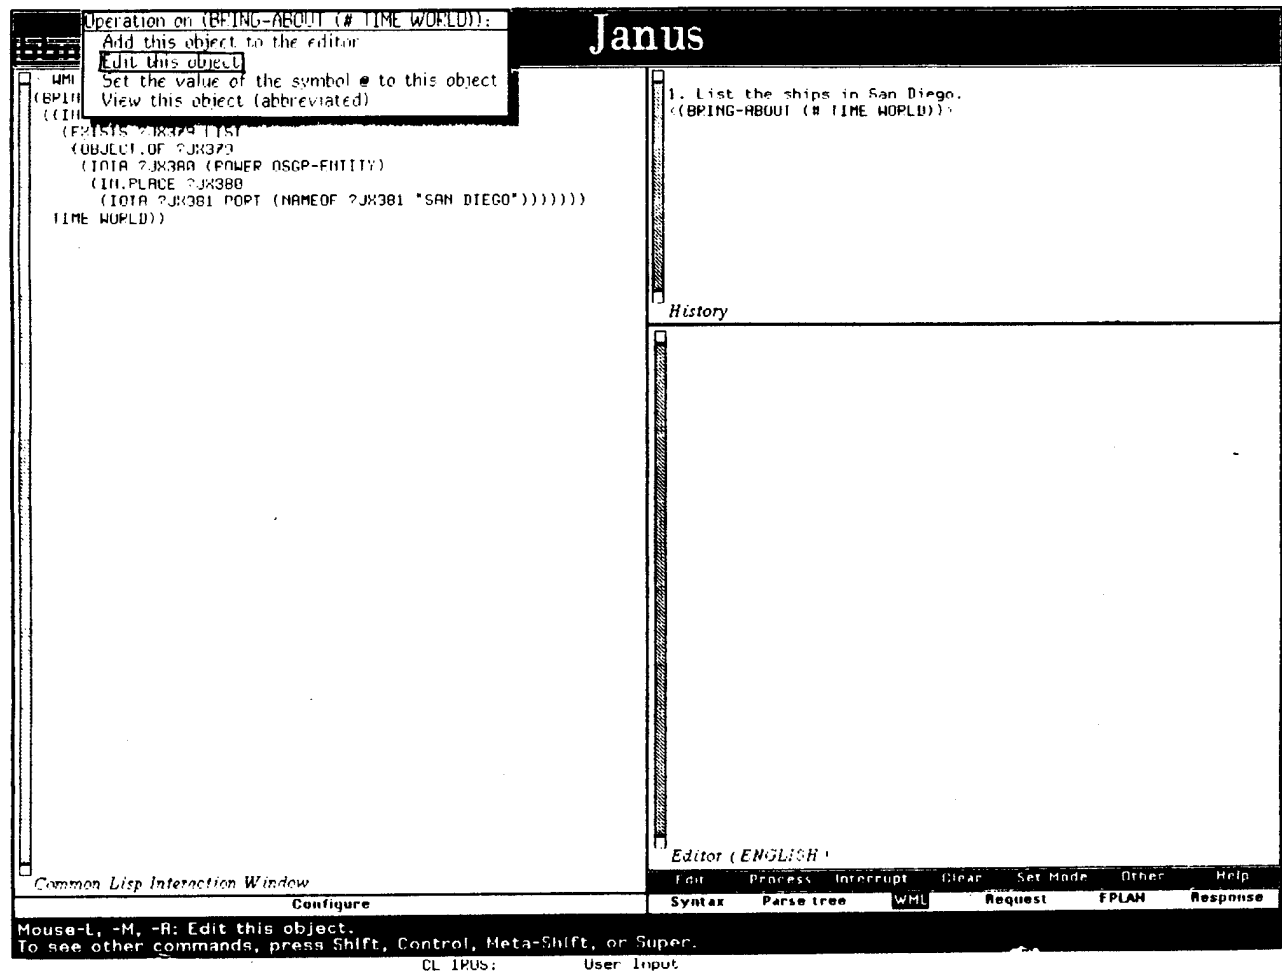 Operation on (BRING-ABOUT (# TIME WORLD)):
Add this object to the editor
Edit this object
Set the value of the symbol @ to this object
View this object (abbreviated)
bbn
Janus
WML
(BRIN
((IN
(EXISTS ?JX379 LIST
(OBJECT.OF ?JX379
(IOTA ?JX380 (POWER OSGP-ENTITY)
(IN.PLACE ?JX380
(IOTA ?JX381 PORT (NAMEOF ?JX381 "SAN DIEGO")))))))
TIME WORLD))
Common Lisp Interaction Window
Configure
1. List the ships in San Diego.
((BRING-ABOUT (# TIME WORLD)))
History
Editor (ENGLISH)
Edit Process Interrupt Clear Set Mode Other Help
Syntax Parse tree WML Request FPLAN Response
Mouse-L, -M, -R: Edit this object.
To see other commands, press Shift, Control, Meta-Shift, or Super.
CL IRUS: User Input